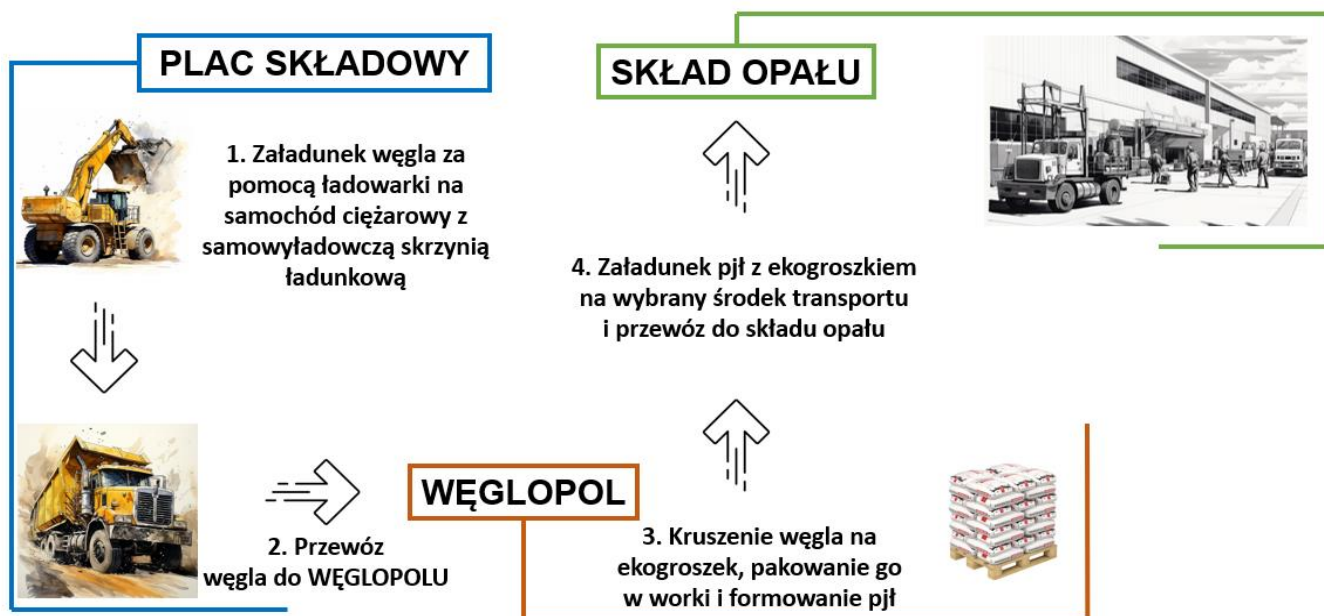 PLAC SKŁADOWY
1. Załadunek węgla za
pomocą ładowarki na
samochód ciężarowy z
samowyładowczą skrzynią
ładunkową
2. Przewóz
węgla do WĘGLOPOLU
WĘGLOPOL
3. Kruszenie węgla na
ekogroszek, pakowanie go
w worki i formowanie pjł
4. Załadunek pjł z ekogroszkiem
na wybrany środek transportu
i przewóz do składu opału
SKŁAD OPAŁU